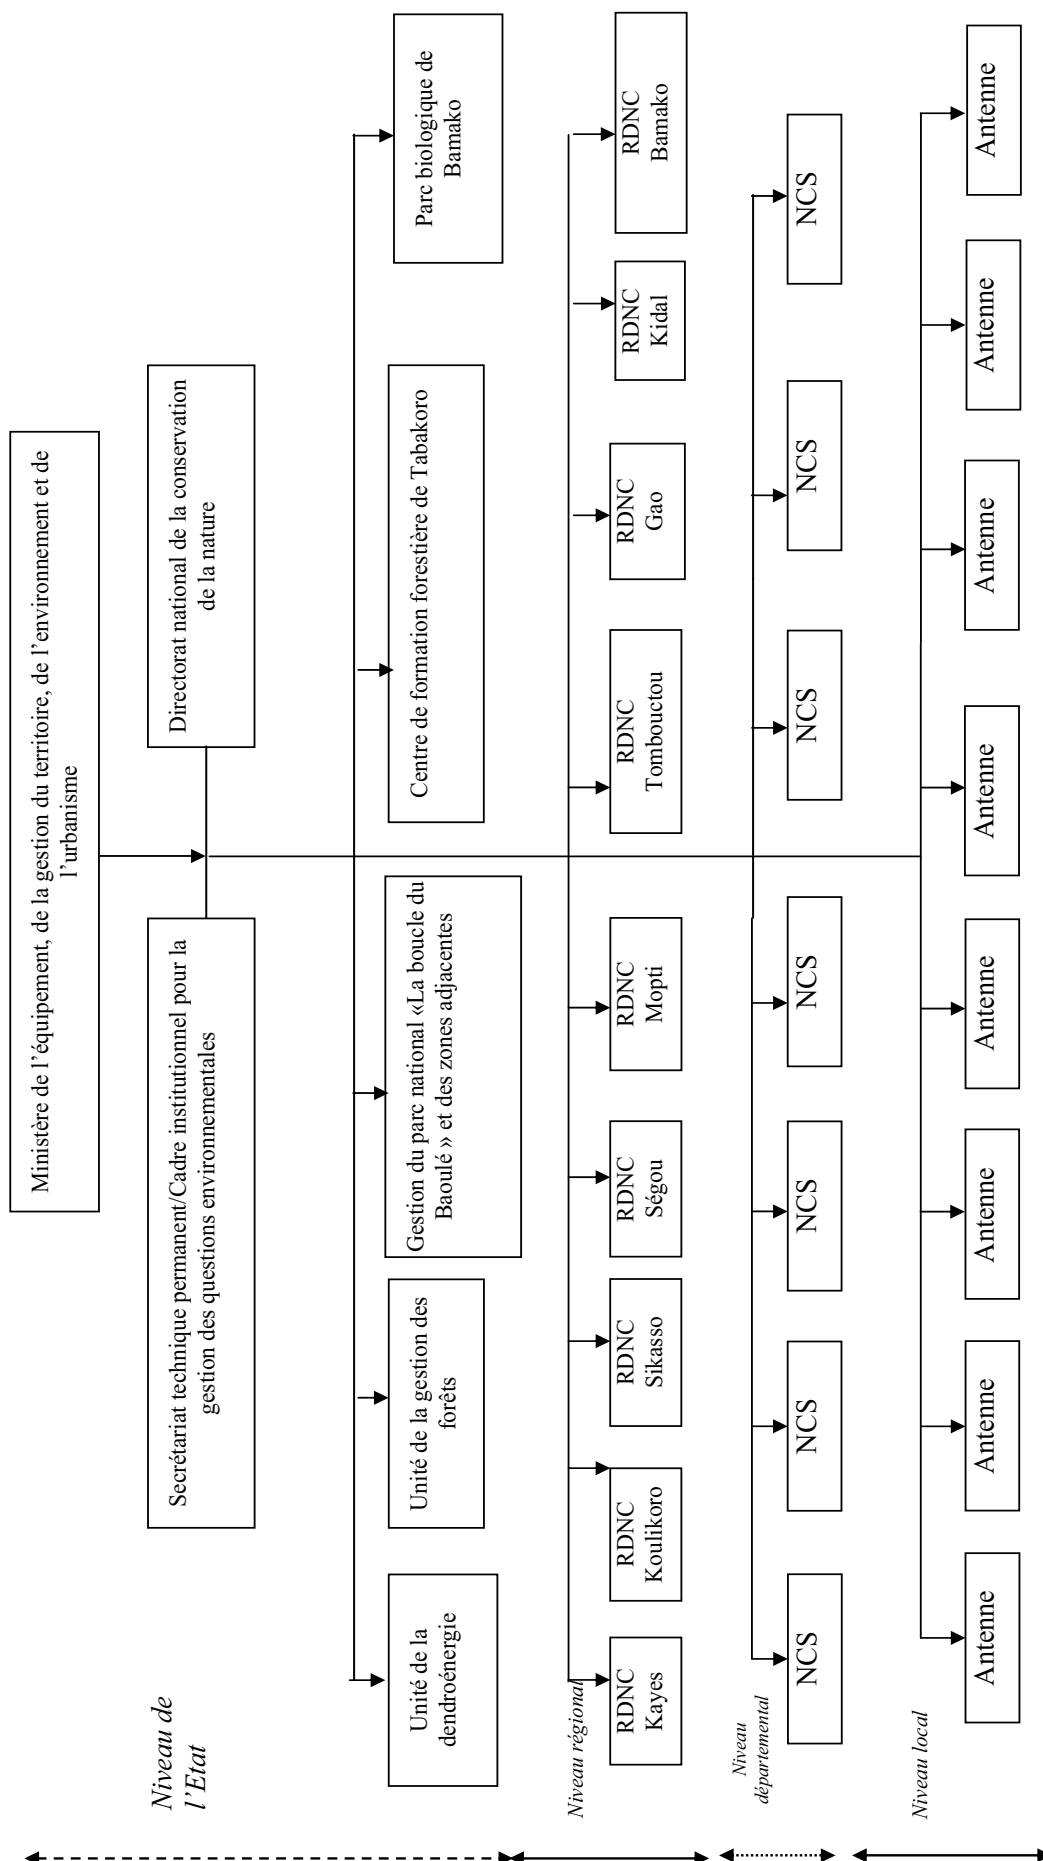 Ministère de l'équipement, de la gestion du territoire, de l'environnement et de
l'urbanisme
Niveau de
l'Etat
Secrétariat technique permanent/Cadre institutionnel pour la
gestion des questions environmentales
Directorat national de la conservation
de la nature
Unité de la
dendroénergie
Unité de la gestion des
forêts
Gestion du parc national «La boucle du
Baoulé » et des zones adjacentes
Centre de formation forestière de Tabakoro
Parc biologique de
Bamako
Niveau régional
RDNC
Kayes
RDNC
Koulikoro
RDNC
Sikasso
RDNC
Ségou
RDNC
Mopti
RDNC
Tombouctou
RDNC
Gao
RDNC
Kidal
RDNC
Bamako
Niveau
départemental
NCS
NCS
NCS
NCS
NCS
NCS
NCS
Niveau local
Antenne
Antenne
Antenne
Antenne
Antenne
Antenne
Antenne
Antenne